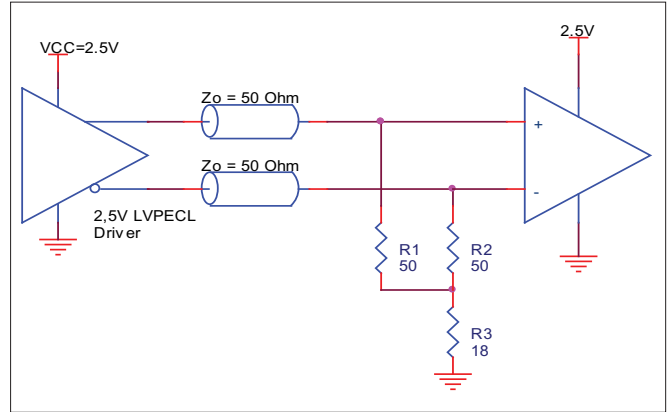 VCC=2.5V
2.5V
Zo = 50 Ohm
+
Zo = 50 Ohm
-
2,5V LVPECL
Driver
R1
50
R2
50
R3
18